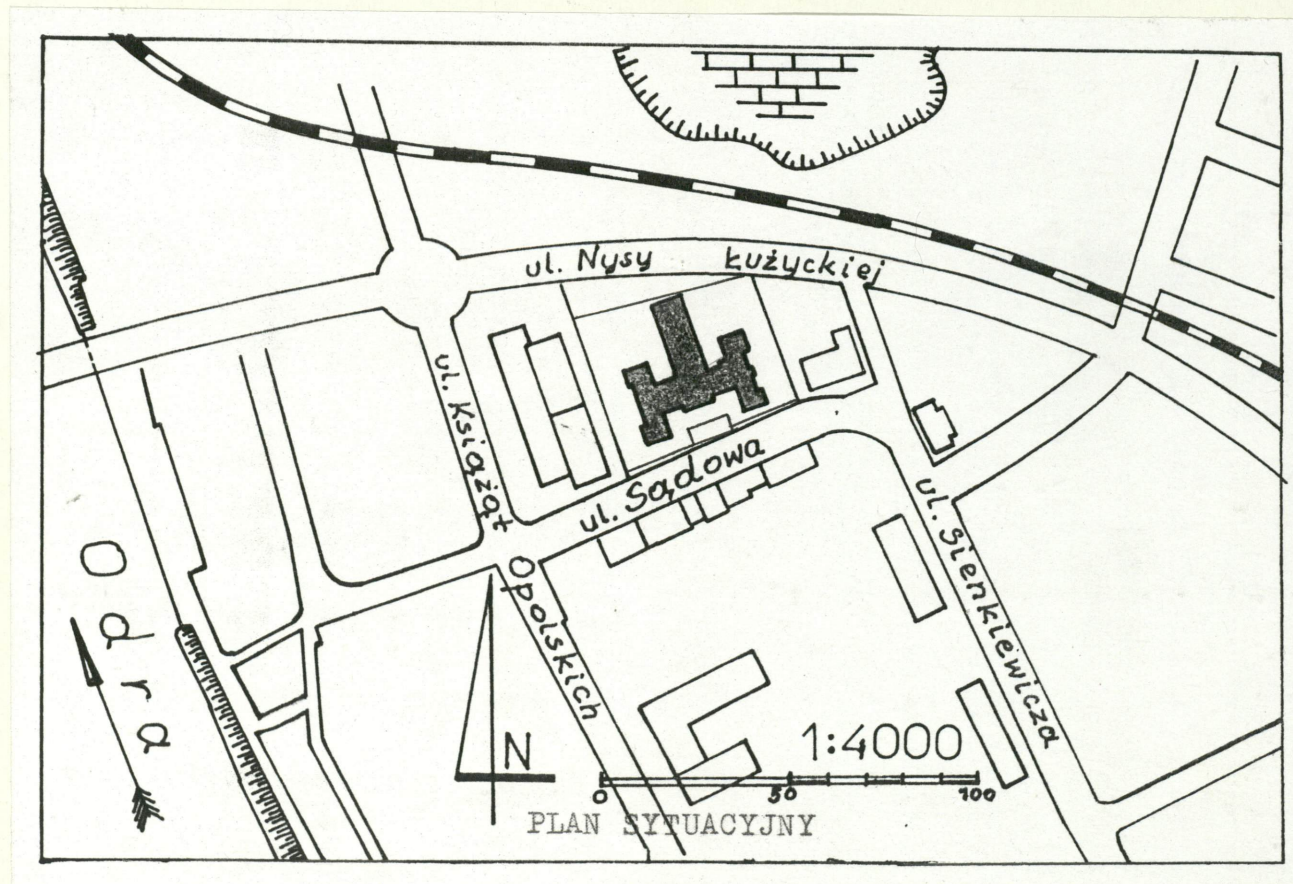 ul. Nysy Łużyckiej
ul. Książąt Opolskich
ul. Sądowa
ul. Sienkiewicza
Odra
N
1:4000
0 50 100
PLAN SYTUACYJNY